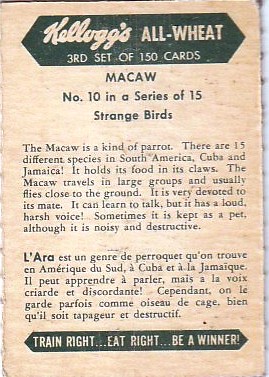 Kellogg's ALL-WHEAT
3RD SET OF 150 CARDS
MACAW
No. 10 in a Series of 15
Strange Birds
The Macaw is a kind of parrot. There are 15
different species in South America, Cuba and
Jamaica! It holds its food in its claws. The
Macaw travels in large groups and usually
flies close to the ground. It is very devoted to
its mate. It can learn to talk, but it has a loud,
harsh voice! Sometimes it is kept as a pet,
although it is noisy and destructive.
L'Ara est un genre de perroquet qu'on trouve
en Amérique du Sud, à Cuba et à la Jamaïque.
Il peut apprendre à parler, mais a la voix
criarde et discordante! Cependant, on le
garde parfois comme oiseau de cage, bien
qu'il soit tapageur et destructif.
TRAIN RIGHT...EAT RIGHT...BE A WINNER!